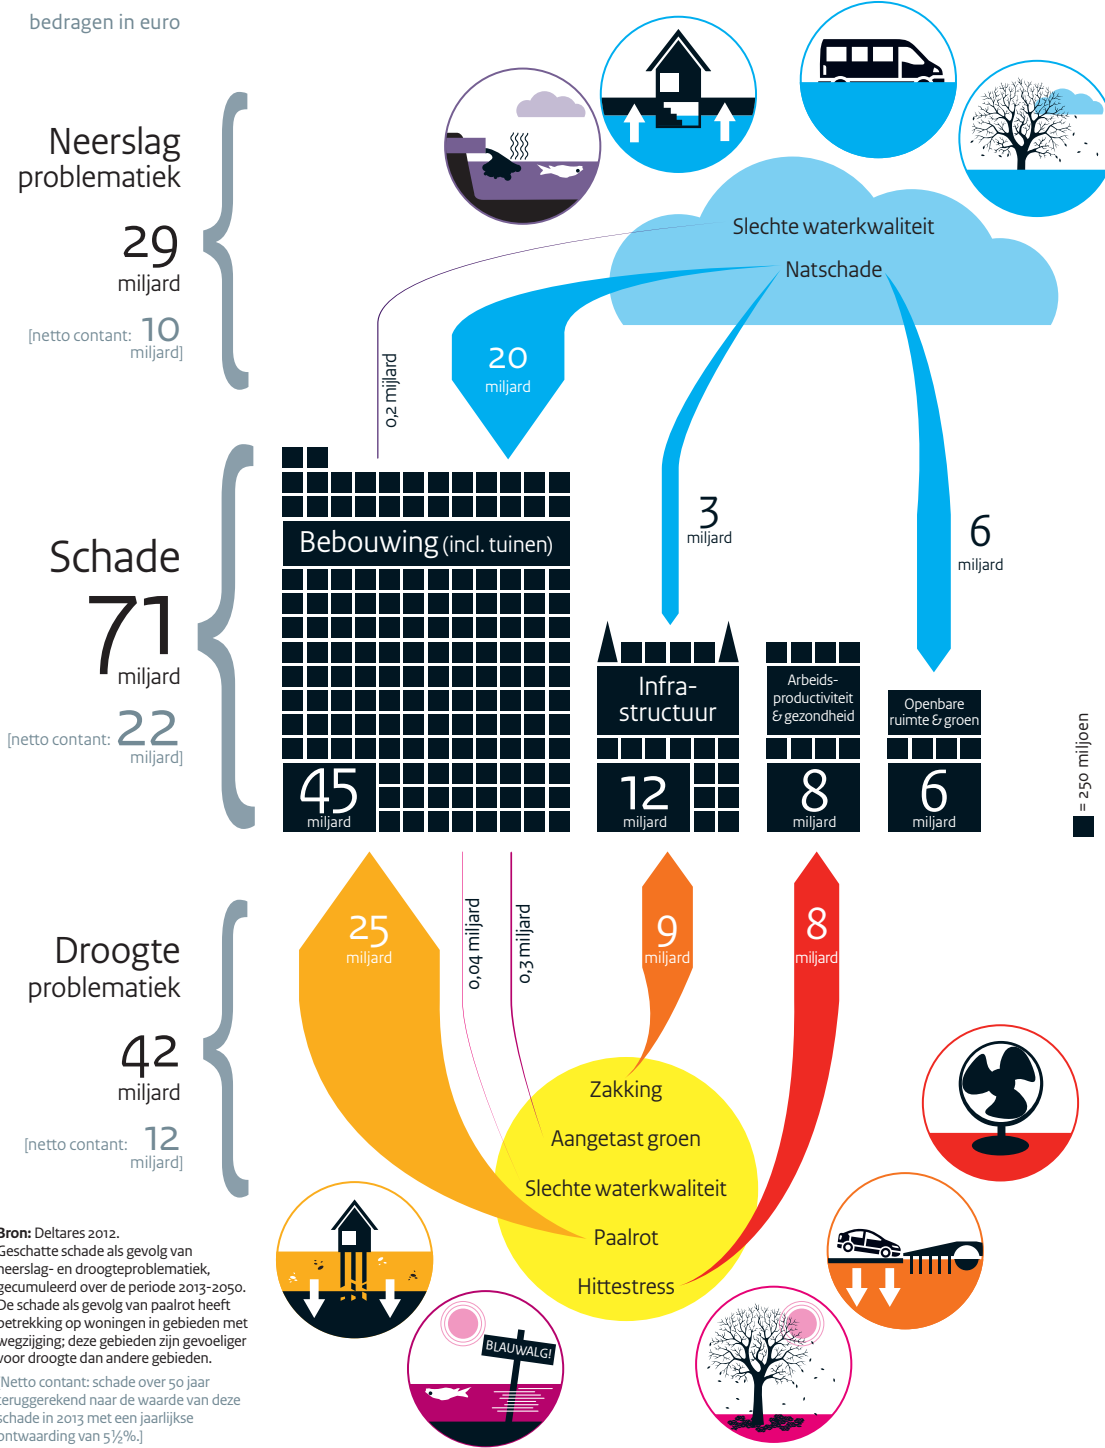 bedragen in euro
Neerslag
problematiek
29
miljard
[netto contant: 10
miljard]
Slechte waterkwaliteit
Natschade
0,2 miljard
20
miljard
3
miljard
6
miljard
Schade
71
miljard
[netto contant: 22
miljard]
Bebouwing (incl. tuinen)
45
miljard
Infra-
structuur
12
miljard
Arbeids-
productiviteit
& gezondheid
8
miljard
Openbare
ruimte & groen
6
miljard
= 250 miljoen
Droogte
problematiek
42
miljard
[netto contant: 12
miljard]
25
miljard
0,04 miljard
0,3 miljard
9
miljard
8
miljard
Zakking
Aangetast groen
Slechte waterkwaliteit
Paalrot
Hittestress
BLAUWALG!
Bron: Deltares 2012.
Geschatte schade als gevolg van
neerslag- en droogteproblematiek,
gecumuleerd over de periode 2013-2050.
De schade als gevolg van paalrot heeft
betrekking op woningen in gebieden met
wegzijging; deze gebieden zijn gevoeliger
voor droogte dan andere gebieden.
[Netto contant: schade over 50 jaar
teruggerekend naar de waarde van deze
schade in 2013 met een jaarlijkse
ontwaarding van 5½%.]